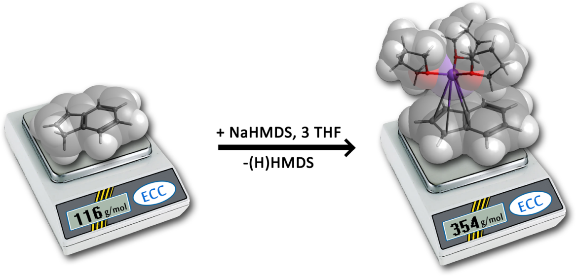 116 g/mol
ECC
+ NaHMDS, 3 THF
-(H)HMDS
354 g/mol
ECC